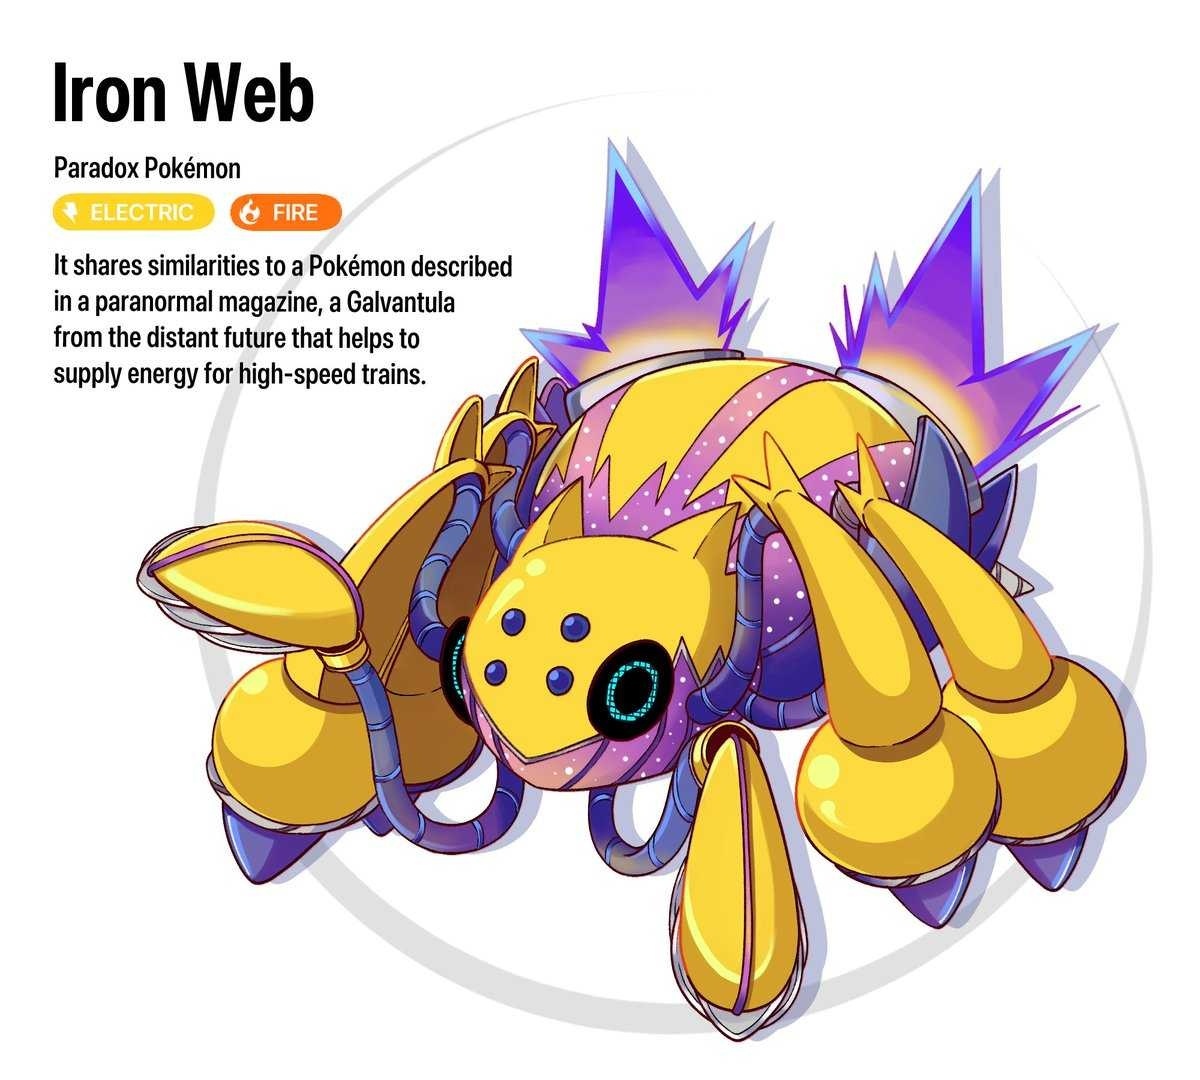 Iron Web
Paradox Pokémon
ELECTRIC FIRE
It shares similarities to a Pokémon described
in a paranormal magazine, a Galvantula
from the distant future that helps to
supply energy for high-speed trains.